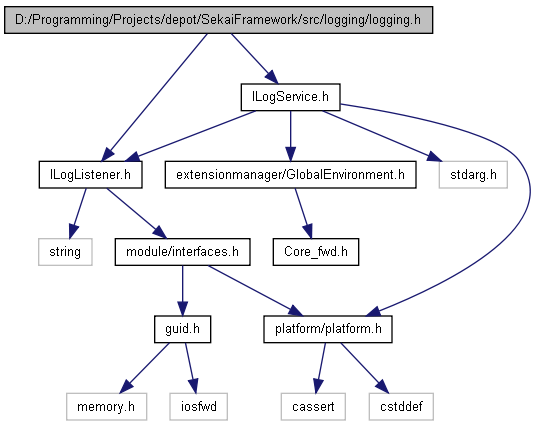 D:/Programming/Projects/depot/SekaiFramework/src/logging/logging.h
ILogService.h
ILogListener.h
extensionmanager/GlobalEnvironment.h
stdarg.h
string
module/interfaces.h
Core_fwd.h
guid.h
platform/platform.h
memory.h
iosfwd
cassert
cstddef